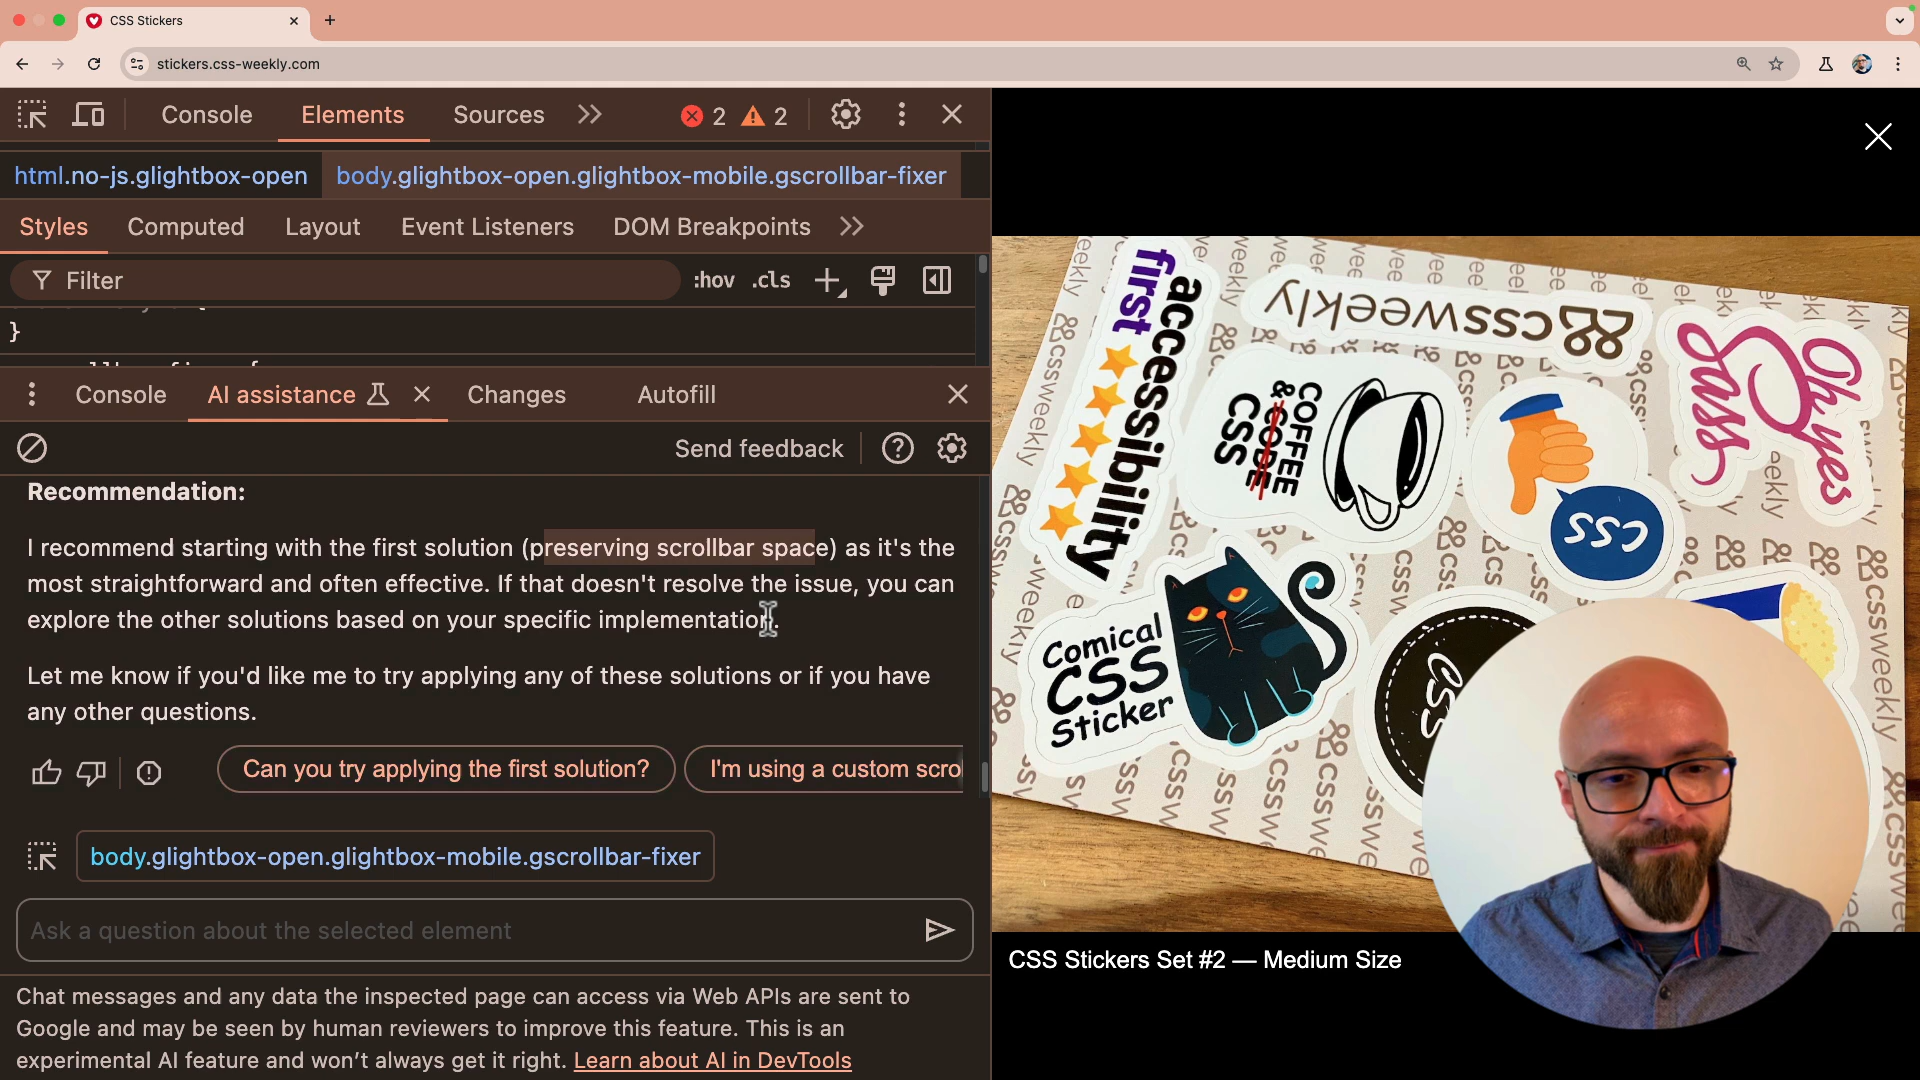 CSS Stickers
stickers.css-weekly.com
Console
Elements
Sources
2
2
html.no-js.glightbox-open
body.glightbox-open.glightbox-mobile.gscrollbar-fixer
Styles
Computed
Layout
Event Listeners
DOM Breakpoints
Filter
:hov
.cls
}
Console
AI assistance
Changes
Autofill
Send feedback
Recommendation:
I recommend starting with the first solution (preserving scrollbar space) as it's the
most straightforward and often effective. If that doesn't resolve the issue, you can
explore the other solutions based on your specific implementation.
Let me know if you'd like me to try applying any of these solutions or if you have
any other questions.
Can you try applying the first solution?
I'm using a custom scro
body.glightbox-open.glightbox-mobile.gscrollbar-fixer
Ask a question about the selected element
Chat messages and any data the inspected page can access via Web APIs are sent to
Google and may be seen by human reviewers to improve this feature. This is an
experimental AI feature and won't always get it right. Learn about AI in DevTools
accessibility
first
cssweekly
Oh yes
Sass
COFFEE
& CODE
CSS
CSS
Comical
CSS
Sticker
CSS
CSS Stickers Set #2 — Medium Size